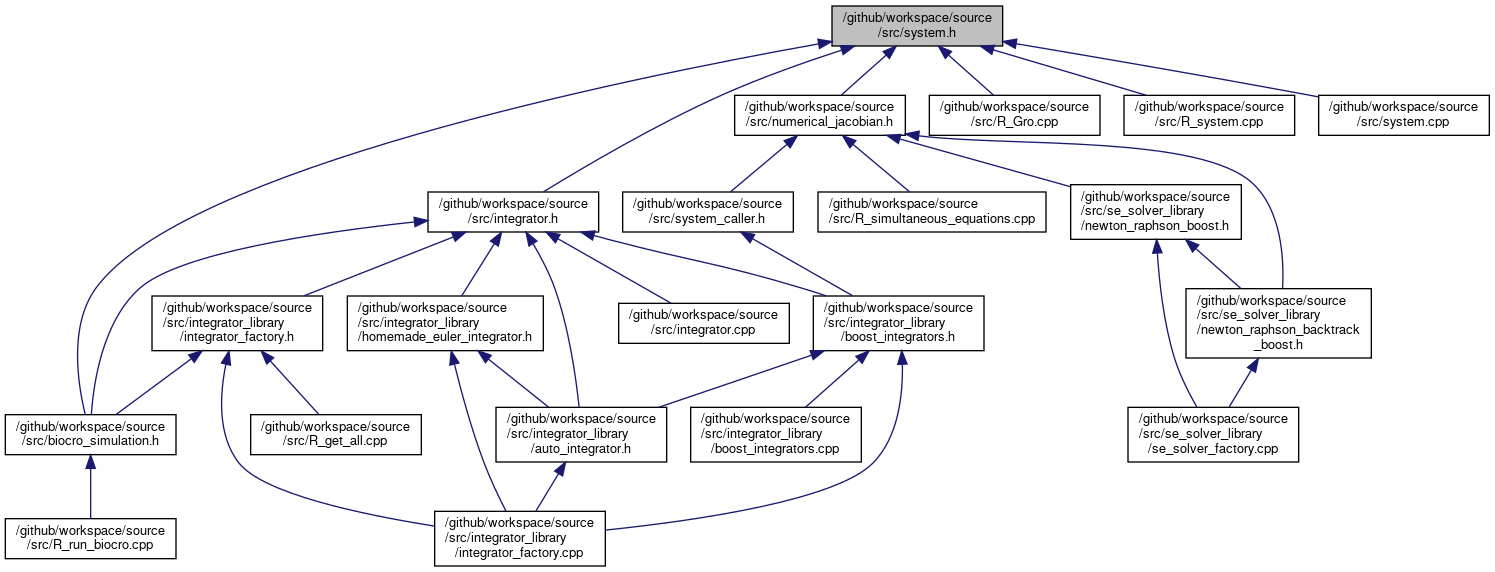 /github/workspace/source
/src/system.h
/github/workspace/source
/src/numerical_jacobian.h
/github/workspace/source
/src/R_Gro.cpp
/github/workspace/source
/src/R_system.cpp
/github/workspace/source
/src/system.cpp
/github/workspace/source
/src/integrator.h
/github/workspace/source
/src/system_caller.h
/github/workspace/source
/src/R_simultaneous_equations.cpp
/github/workspace/source
/src/se_solver_library
/newton_raphson_boost.h
/github/workspace/source
/src/integrator_library
/integrator_factory.h
/github/workspace/source
/src/integrator_library
/homemade_euler_integrator.h
/github/workspace/source
/src/integrator.cpp
/github/workspace/source
/src/integrator_library
/boost_integrators.h
/github/workspace/source
/src/se_solver_library
/newton_raphson_backtrack
_boost.h
/github/workspace/source
/src/biocro_simulation.h
/github/workspace/source
/src/R_get_all.cpp
/github/workspace/source
/src/integrator_library
/auto_integrator.h
/github/workspace/source
/src/integrator_library
/boost_integrators.cpp
/github/workspace/source
/src/se_solver_library
/se_solver_factory.cpp
/github/workspace/source
/src/R_run_biocro.cpp
/github/workspace/source
/src/integrator_library
/integrator_factory.cpp